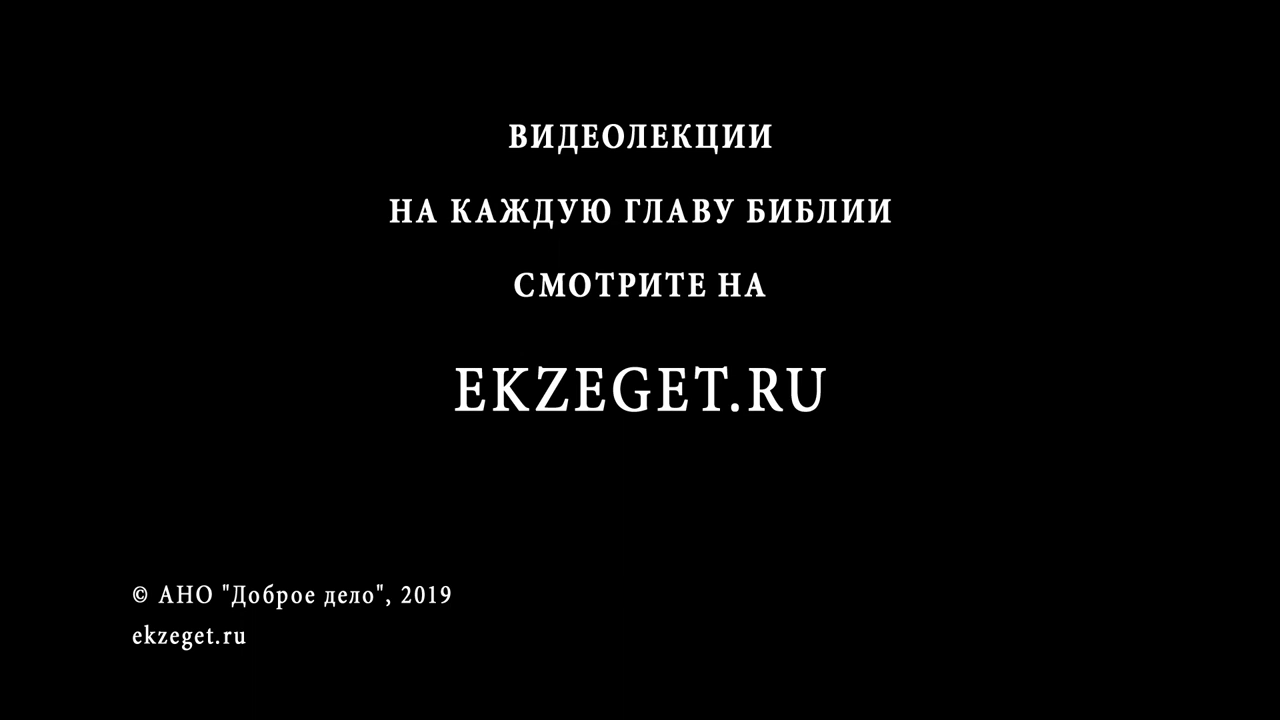 ВИДЕОЛЕКЦИИ
НА КАЖДУЮ ГЛАВУ БИБЛИИ
СМОТРИТЕ НА
EKZEGET.RU
© АНО "Доброе дело", 2019
ekzeget.ru